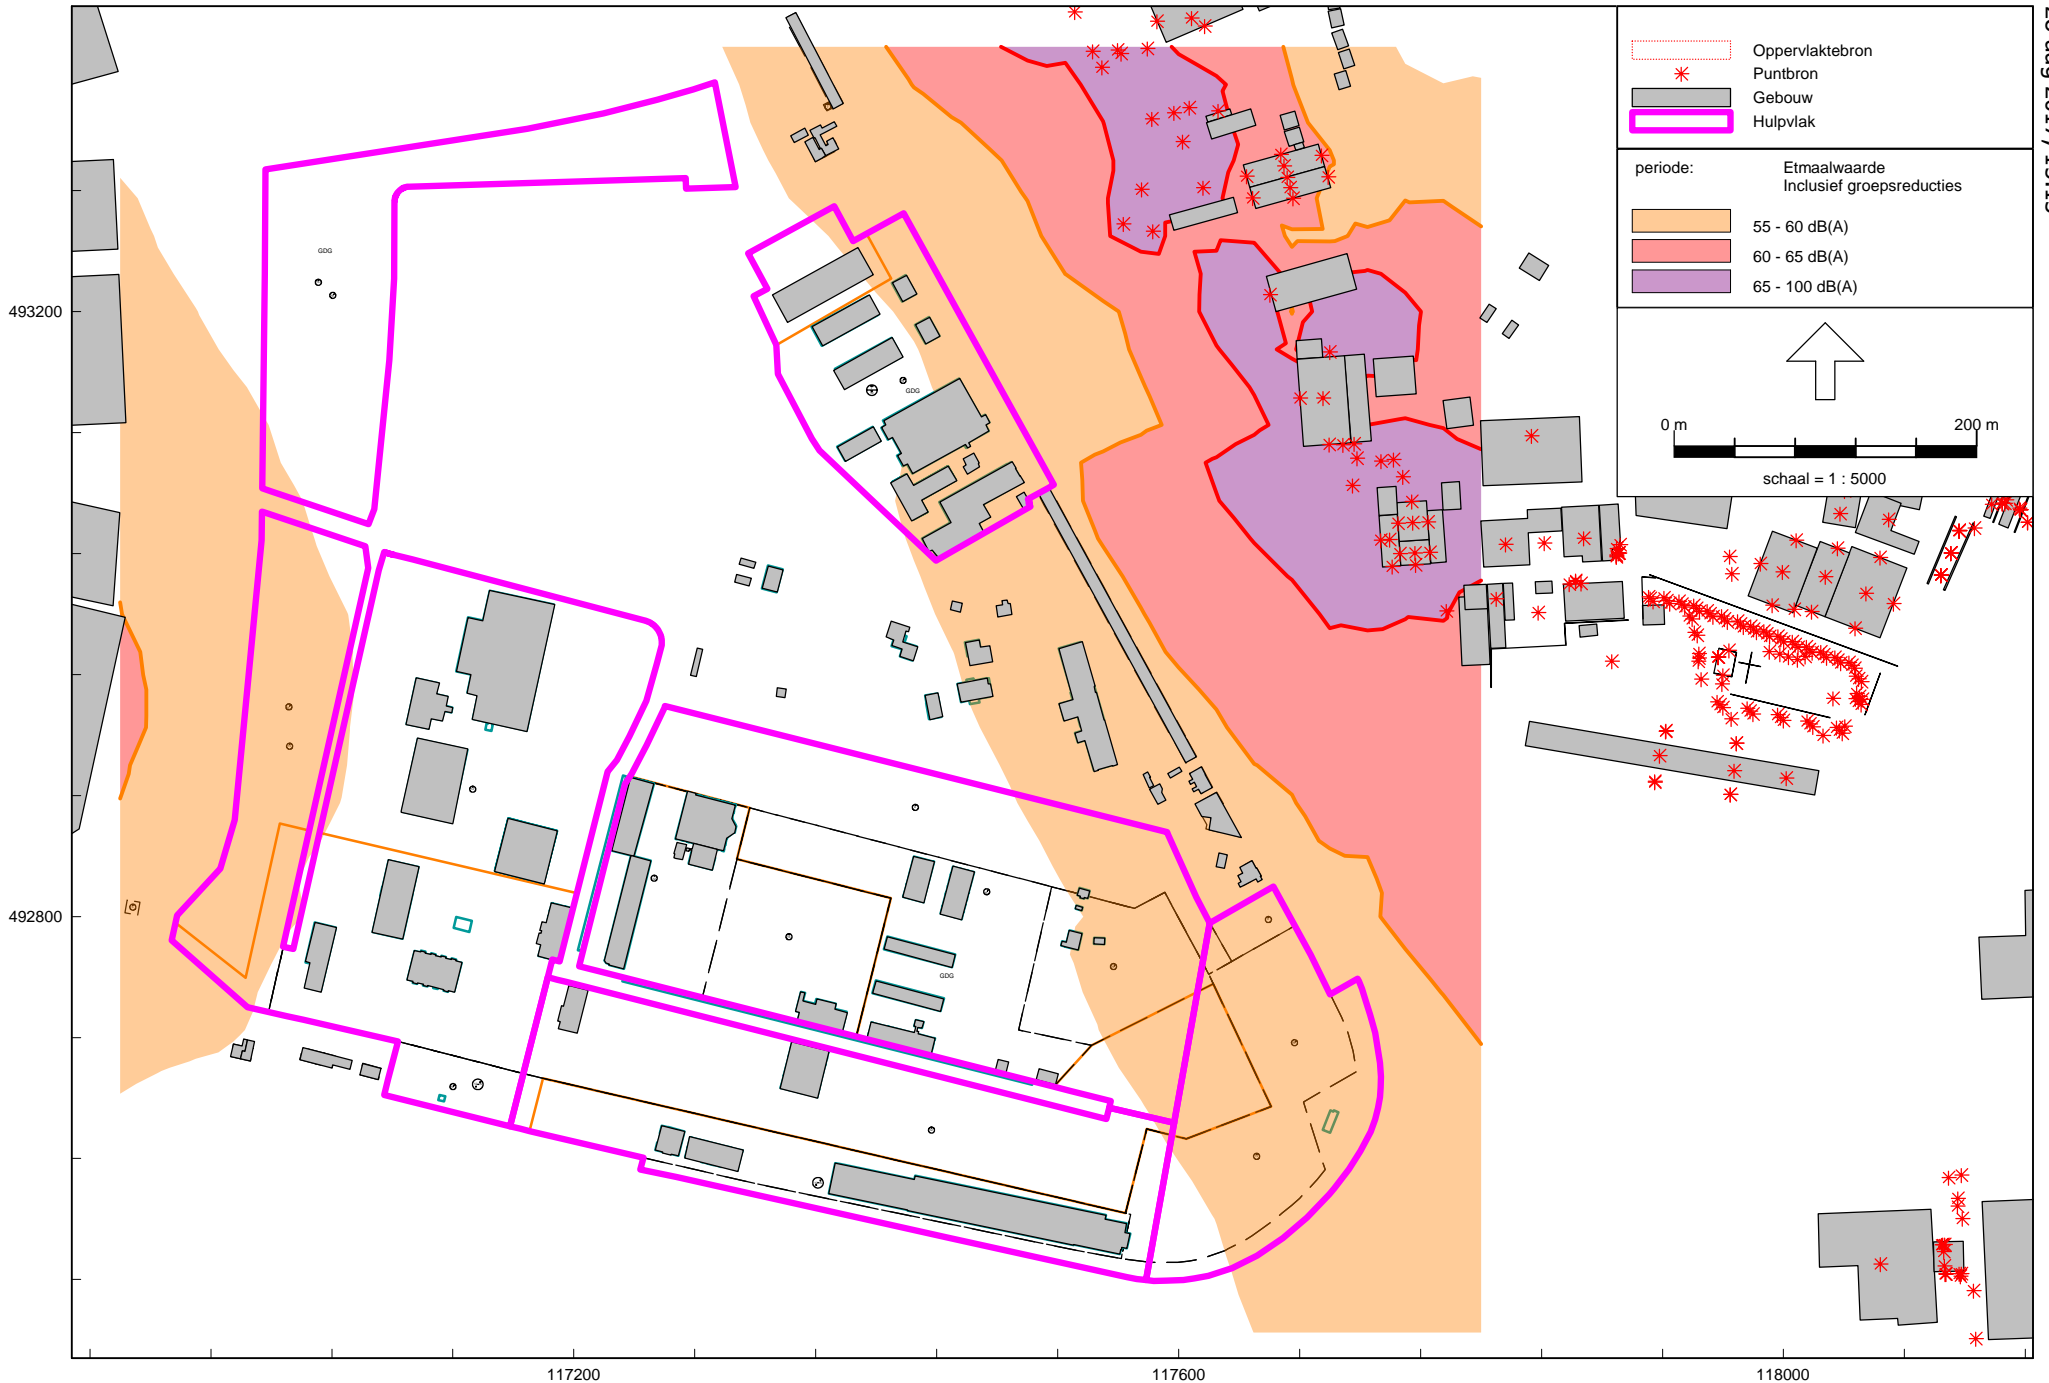 Oppervlaktebron
Puntbron
Gebouw
Hulpvlak
periode: Etmaalwaarde
Inclusief groepsreducties
55 - 60 dB(A)
60 - 65 dB(A)
65 - 100 dB(A)
0 m 200 m
schaal = 1 : 5000
GDG
493200
GDG
492800
GDG
117200 117600 118000